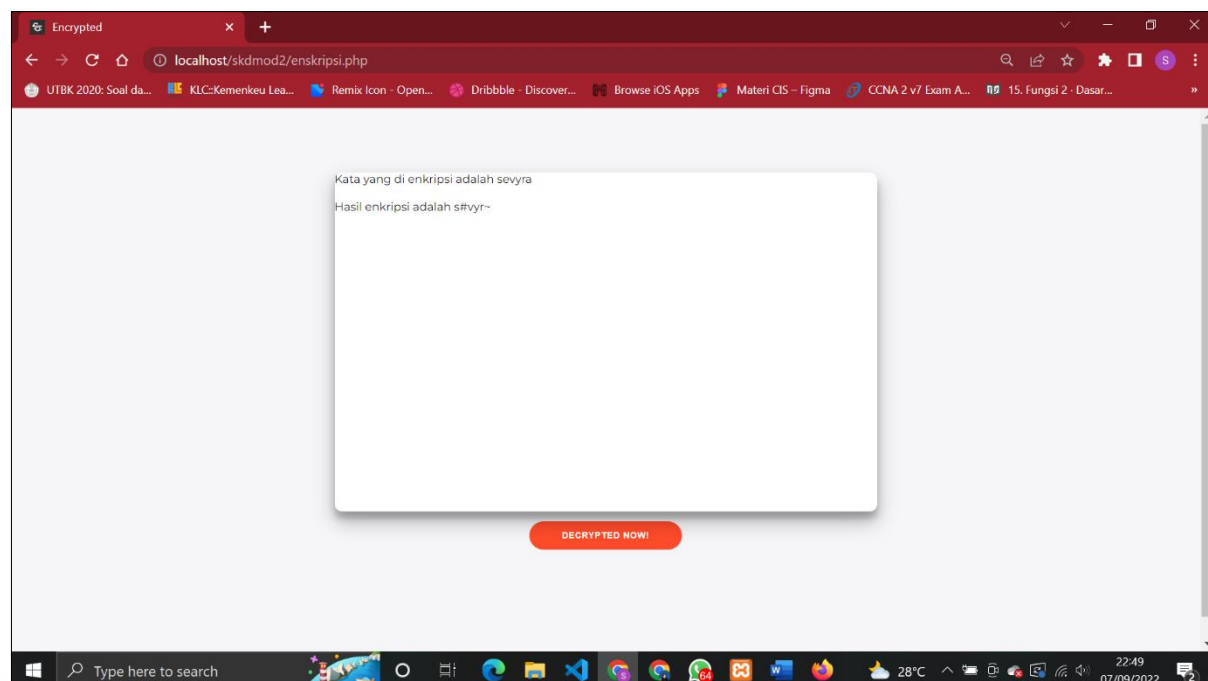 Encrypted
localhost/skdmod2/enskripsi.php
S
UTBK 2020: Soal da... KLC::Kemenkeu Lea... Remix Icon - Open... Dribbble - Discover... Browse iOS Apps Materi CIS – Figma CCNA 2 v7 Exam A... 15. Fungsi 2 · Dasar... »
Kata yang di enkripsi adalah sevyra
Hasil enkripsi adalah s#vyr~
DECRYPTED NOW!
Type here to search 64 28°C 22:49
07/09/2022 2